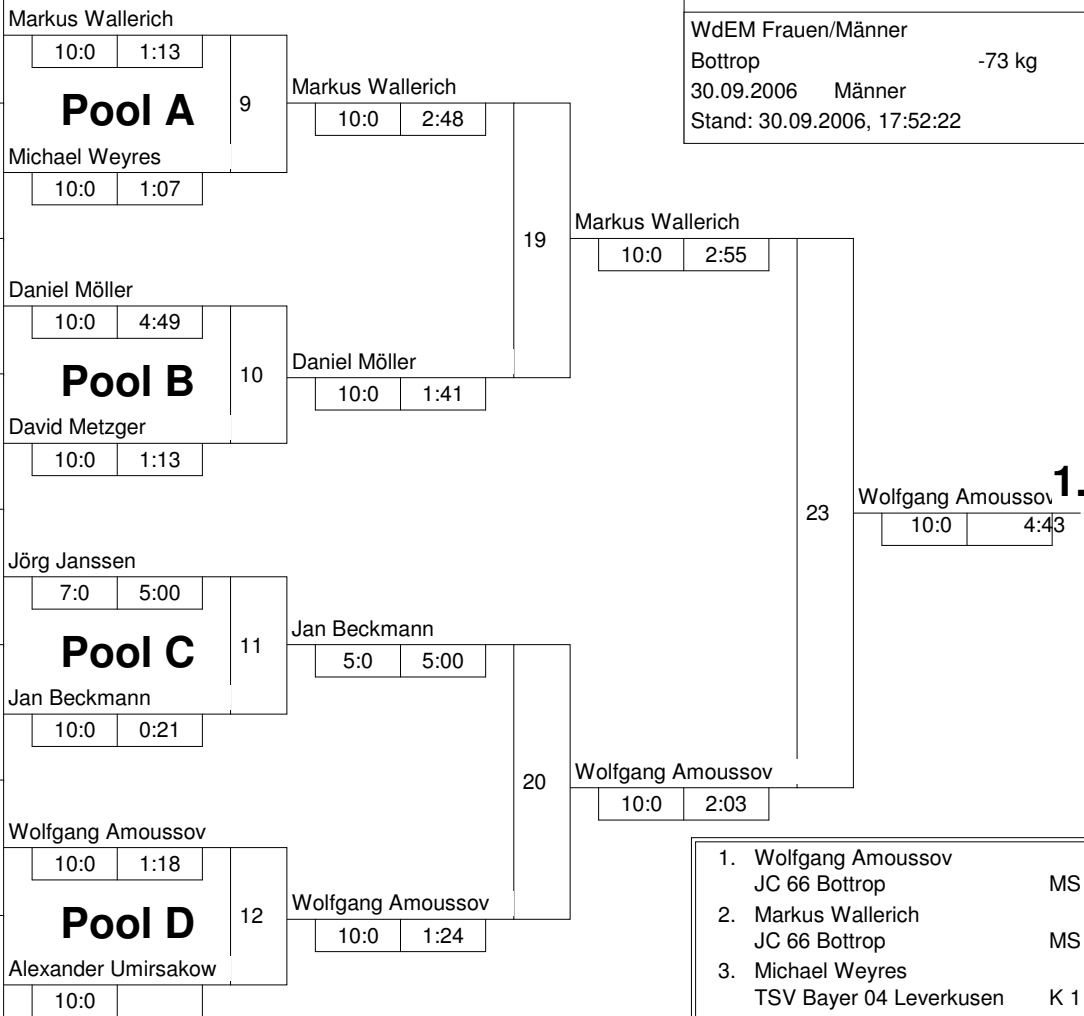 Markus Wallerich
10:0 1:13
Pool A
9
Michael Weyres
10:0 1:07
Daniel Möller
10:0 4:49
Pool B
10
David Metzger
10:0 1:13
Jörg Janssen
7:0 5:00
Pool C
11
Jan Beckmann
10:0 0:21
Wolfgang Amoussov
10:0 1:18
Pool D
12
Alexander Umirsakow
10:0
Markus Wallerich
10:0 2:48
19
Daniel Möller
10:0 1:41
Jan Beckmann
5:0 5:00
20
Wolfgang Amoussov
10:0 1:24
Markus Wallerich
10:0 2:55
23
Wolfgang Amoussov
10:0 2:03
Wolfgang Amoussov 1.
10:0 4:43
WdEM Frauen/Männer
Bottrop -73 kg
30.09.2006 Männer
Stand: 30.09.2006, 17:52:22
1. Wolfgang Amoussov
JC 66 Bottrop MS
2. Markus Wallerich
JC 66 Bottrop MS
3. Michael Weyres
TSV Bayer 04 Leverkusen K 1